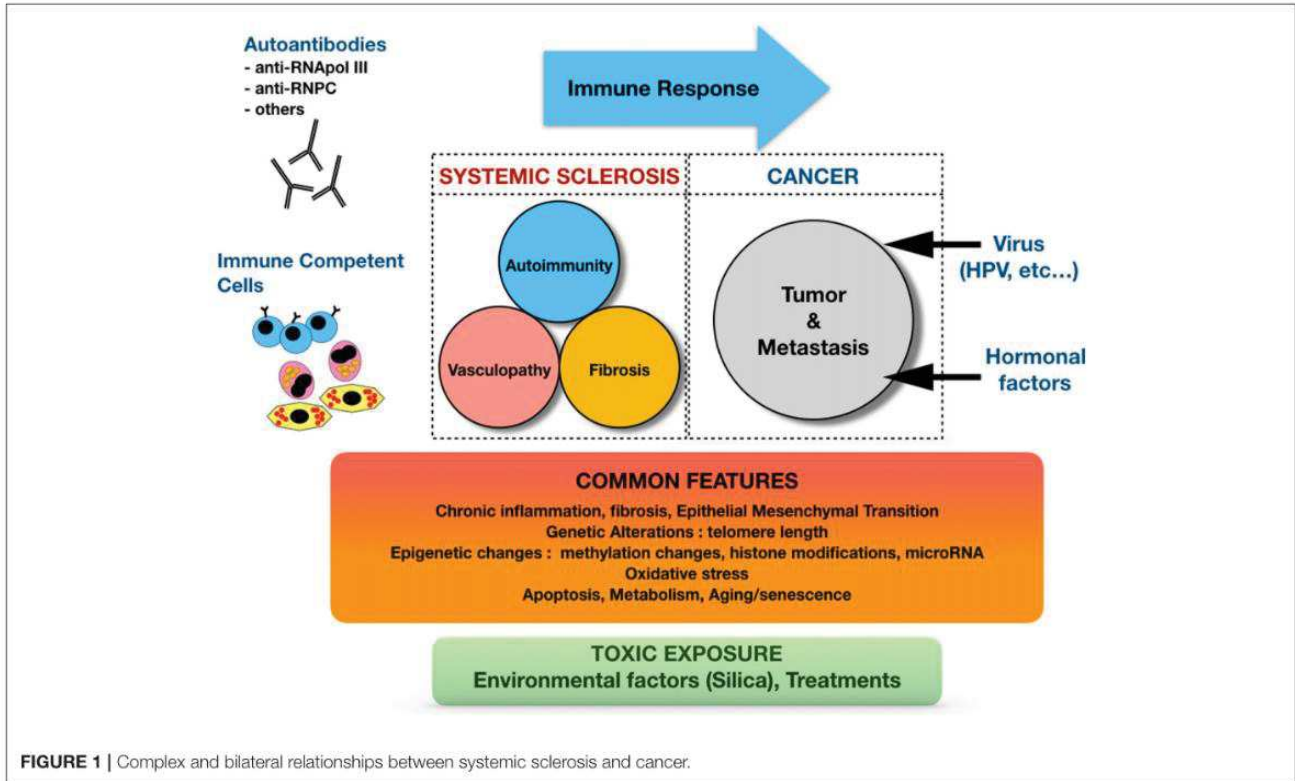 Autoantibodies
- anti-RNApol III
- anti-RNPC
- others
Immune Response
SYSTEMIC SCLEROSIS
CANCER
Immune Competent
Cells
Autoimmunity
Vasculopathy
Fibrosis
Tumor
&
Metastasis
Virus
(HPV, etc...)
Hormonal
factors
COMMON FEATURES
Chronic inflammation, fibrosis, Epithelial Mesenchymal Transition
Genetic Alterations : telomere length
Epigenetic changes : methylation changes, histone modifications, microRNA
Oxidative stress
Apoptosis, Metabolism, Aging/senescence
TOXIC EXPOSURE
Environmental factors (Silica), Treatments
FIGURE 1 | Complex and bilateral relationships between systemic sclerosis and cancer.